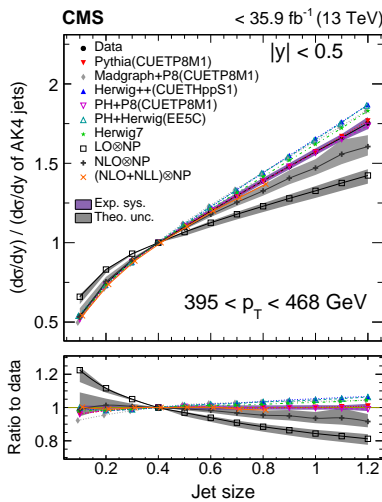 CMS < 35.9 fb⁻¹ (13 TeV)
|y| < 0.5
Data
Pythia(CUETP8M1)
Madgraph+P8(CUETP8M1)
Herwig++(CUETHppS1)
PH+P8(CUETP8M1)
PH+Herwig(EE5C)
Herwig7
LO⊗NP
NLO⊗NP
(NLO+NLL)⊗NP
Exp. sys.
Theo. unc.
395 < p_T < 468 GeV
(dσ/dy) / (dσ/dy of AK4 jets)
2
1.5
1
0.5
Ratio to data
1.2
1.0
0.8
0.2 0.4 0.6 0.8 1.0 1.2
Jet size